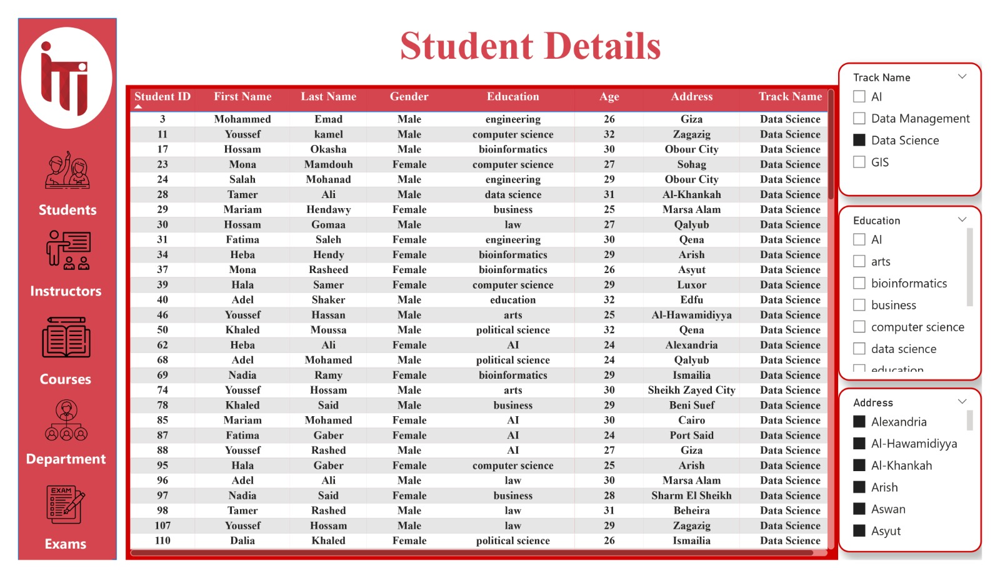 Student Details
iTi
Students
Instructors
Courses
Department
EXAM
Exams
Student ID First Name Last Name Gender Education Age Address Track Name
3 Mohammed Emad Male engineering 26 Giza Data Science
11 Youssef kamel Male computer science 32 Zagazig Data Science
17 Hossam Okasha Male bioinformatics 30 Obour City Data Science
23 Mona Mamdouh Female computer science 27 Sohag Data Science
24 Salah Mohanad Male engineering 29 Obour City Data Science
28 Tamer Ali Male data science 31 Al-Khankah Data Science
29 Mariam Hendawy Female business 25 Marsa Alam Data Science
30 Hossam Gomaa Male law 27 Qalyub Data Science
31 Fatima Saleh Female engineering 30 Qena Data Science
34 Heba Hendy Female bioinformatics 29 Arish Data Science
37 Mona Rasheed Female bioinformatics 26 Asyut Data Science
39 Hala Samer Female computer science 29 Luxor Data Science
40 Adel Shaker Male education 32 Edfu Data Science
46 Youssef Hassan Male arts 25 Al-Hawamidiyya Data Science
50 Khaled Moussa Male political science 32 Qena Data Science
62 Heba Ali Female AI 24 Alexandria Data Science
68 Adel Mohamed Male political science 24 Qalyub Data Science
69 Nadia Ramy Female bioinformatics 29 Ismailia Data Science
74 Youssef Hossam Male arts 30 Sheikh Zayed City Data Science
78 Khaled Said Male business 29 Beni Suef Data Science
85 Mariam Mohamed Female AI 30 Cairo Data Science
87 Fatima Gaber Female AI 24 Port Said Data Science
88 Youssef Rashed Male AI 27 Giza Data Science
95 Hala Gaber Female computer science 25 Arish Data Science
96 Adel Ali Male law 30 Marsa Alam Data Science
97 Nadia Said Female business 28 Sharm El Sheikh Data Science
98 Tamer Rashed Male law 31 Beheira Data Science
107 Youssef Hossam Male law 29 Zagazig Data Science
110 Dalia Khaled Female political science 26 Ismailia Data Science
Track Name
AI
Data Management
Data Science
GIS
Education
AI
arts
bioinformatics
business
computer science
data science
education
Address
Alexandria
Al-Hawamidiyya
Al-Khankah
Arish
Aswan
Asyut